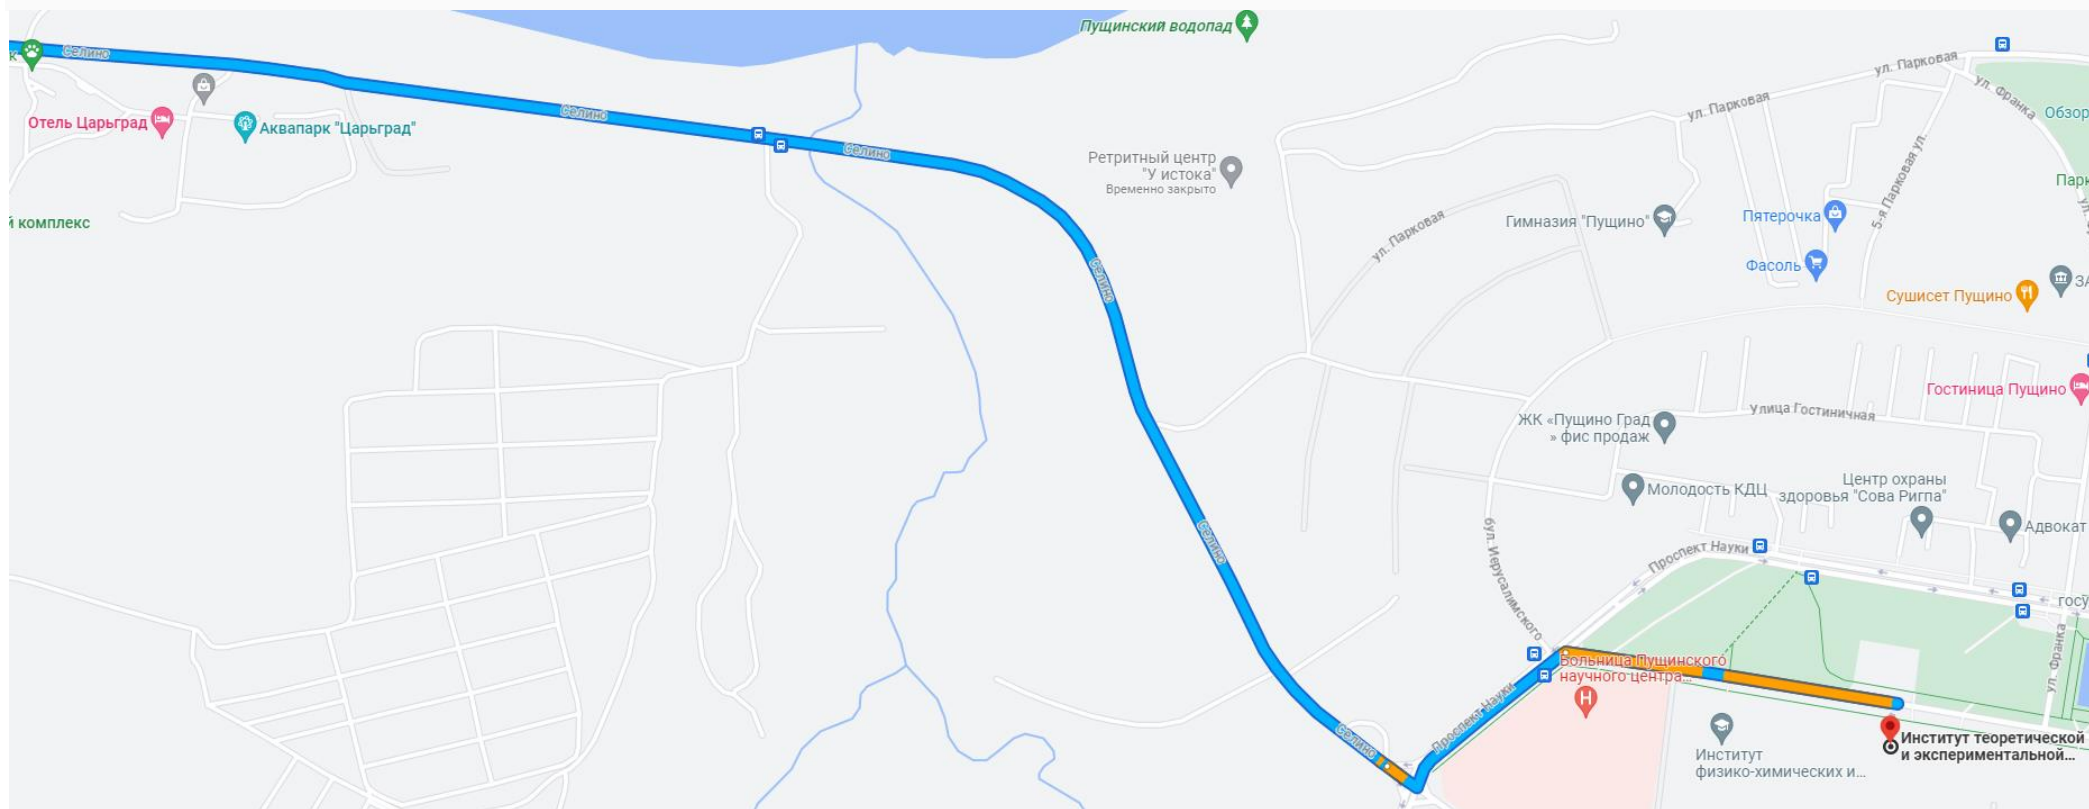 Пущинский водопад
к
Селино
ул. Парковая
ул. Франка
Отель Царьград
Аквапарк "Царьград"
Селино
ул. Парковая
Обзор
Селино
Ретритный центр
"У истока"
Временно закрыто
5-я Парковая ул.
Парк
й комплекс
ул. Парковая
Гимназия "Пущино"
Пятерочка
Фасоль
Селино
Сушисет Пущино
ЗА
Гостиница Пущино
ЖК «Пущино Град
» фис продаж
Улица Гостиничная
Молодость КДЦ
Центр охраны
здоровья "Сова Ригпа"
Адвокат
Селино
бул. Иерусалимского
Проспект Науки
госу
ул. Франка
Больница Пущинского
научного центра...
Проспект Науки
Селино
Институт
физико-химических и...
Институт теоретической
и экспериментальной...